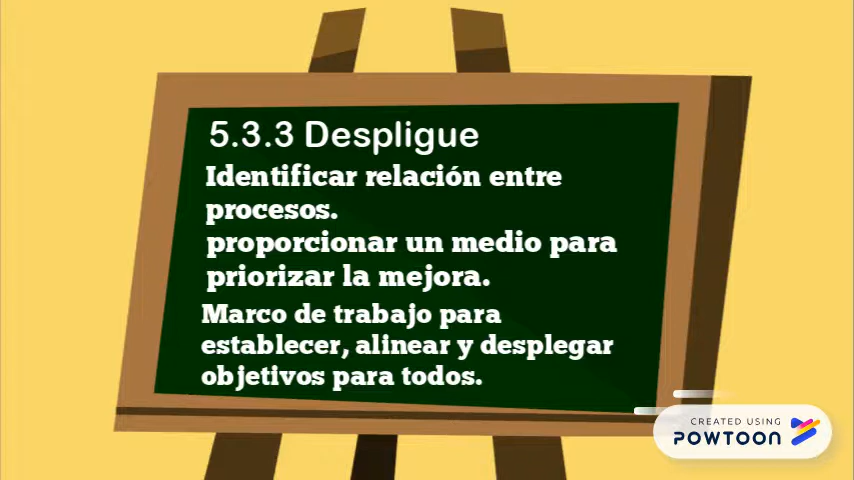 5.3.3 Despligue
Identificar relación entre
procesos.
proporcionar un medio para
priorizar la mejora.
Marco de trabajo para
establecer, alinear y desplegar
objetivos para todos.
CREATED USING
POWTOON